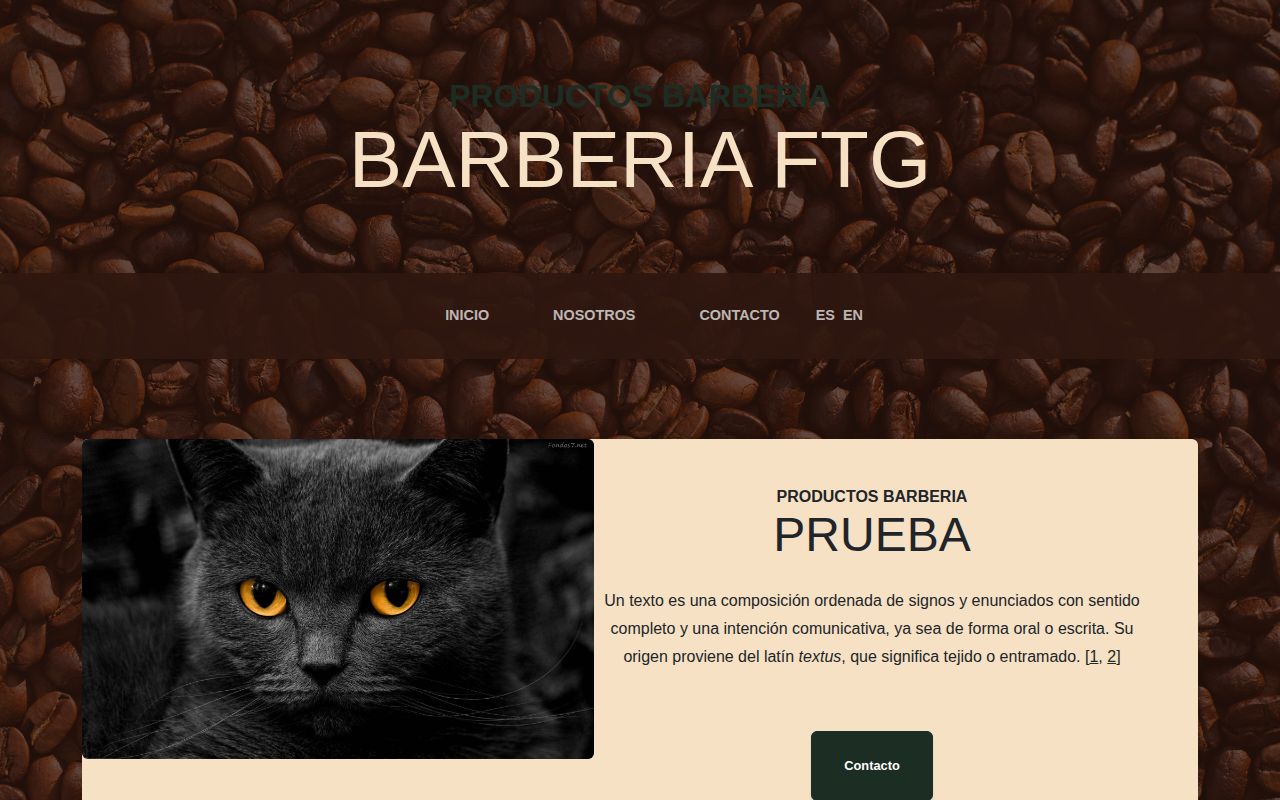 PRODUCTOS BARBERIA
BARBERIA FTG
INICIO NOSOTROS CONTACTO ES EN
Fondos7.net
PRODUCTOS BARBERIA
PRUEBA
Un texto es una composición ordenada de signos y enunciados con sentido
completo y una intención comunicativa, ya sea de forma oral o escrita. Su
origen proviene del latín textus, que significa tejido o entramado. [1, 2]
Contacto